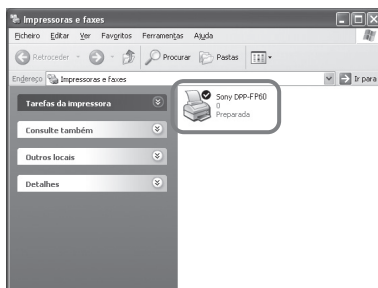 Impressoras e faxes
Ficheiro Editar Ver Favoritos Ferramentas Ajuda
Retroceder Procurar Pastas
Endereço Impressoras e faxes Ir para
Tarefas da impressora
Consulte também
Outros locais
Detalhes
Sony DPP-FP60
0
Preparada